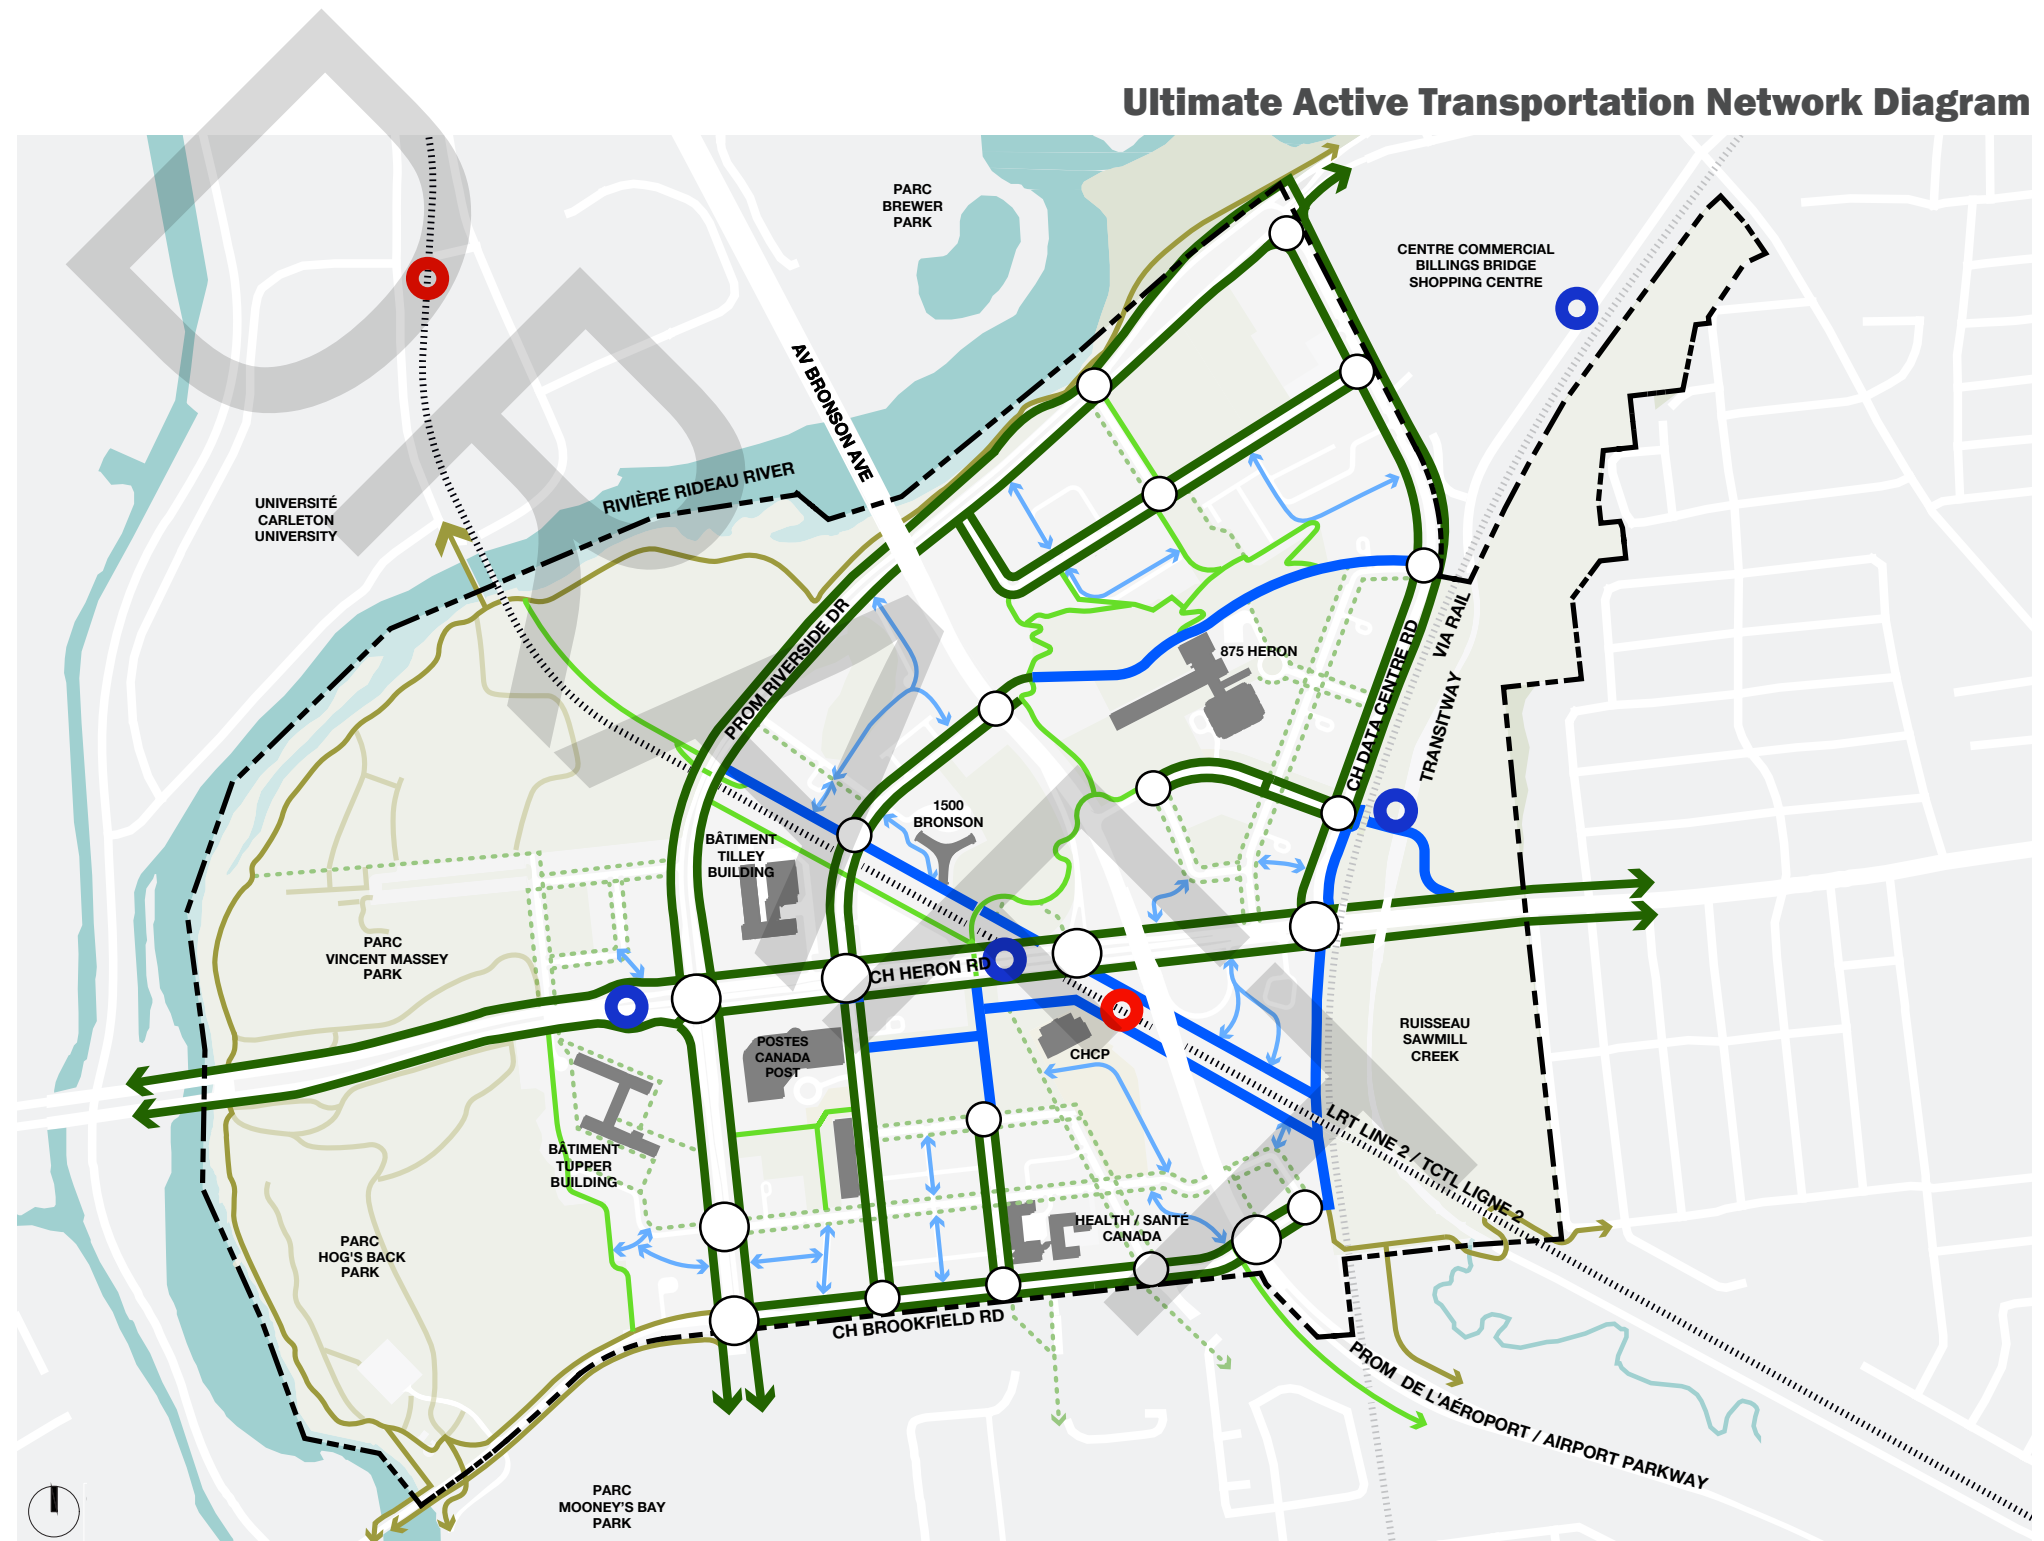 Ultimate Active Transportation Network Diagram
PARC
BREWER
PARK
CENTRE COMMERCIAL
BILLINGS BRIDGE
SHOPPING CENTRE
AV BRONSON AVE
RIVIÈRE RIDEAU RIVER
UNIVERSITÉ
CARLETON
UNIVERSITY
PROM RIVERSIDE DR
875 HERON
CH DATA CENTRE RD
VIA RAIL
TRANSITWAY
1500
BRONSON
BÂTIMENT
TILLEY
BUILDING
PARC
VINCENT MASSEY
PARK
CH HERON RD
POSTES
CANADA
POST
CHCP
RUISSEAU
SAWMILL
CREEK
LRT LINE 2 / TCTL LIGNE 2
BÂTIMENT
TUPPER
BUILDING
HEALTH / SANTÉ
CANADA
PARC
HOG'S BACK
PARK
CH BROOKFIELD RD
PROM DE L'AÉROPORT / AIRPORT PARKWAY
PARC
MOONEY'S BAY
PARK
DRAFT